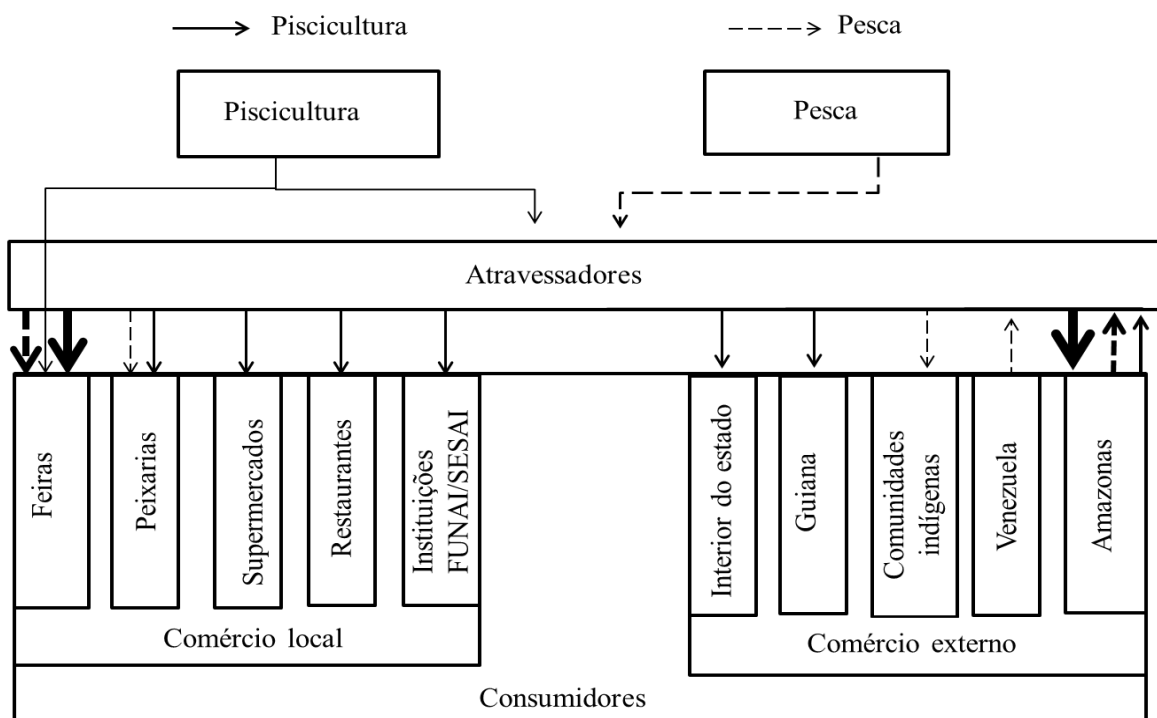 Piscicultura
Pesca
Piscicultura
Pesca
Atravessadores
Feiras
Peixarias
Supermercados
Restaurantes
Instituições
FUNAI/SESAI
Interior do estado
Guiana
Comunidades
indígenas
Venezuela
Amazonas
Comércio local
Comércio externo
Consumidores